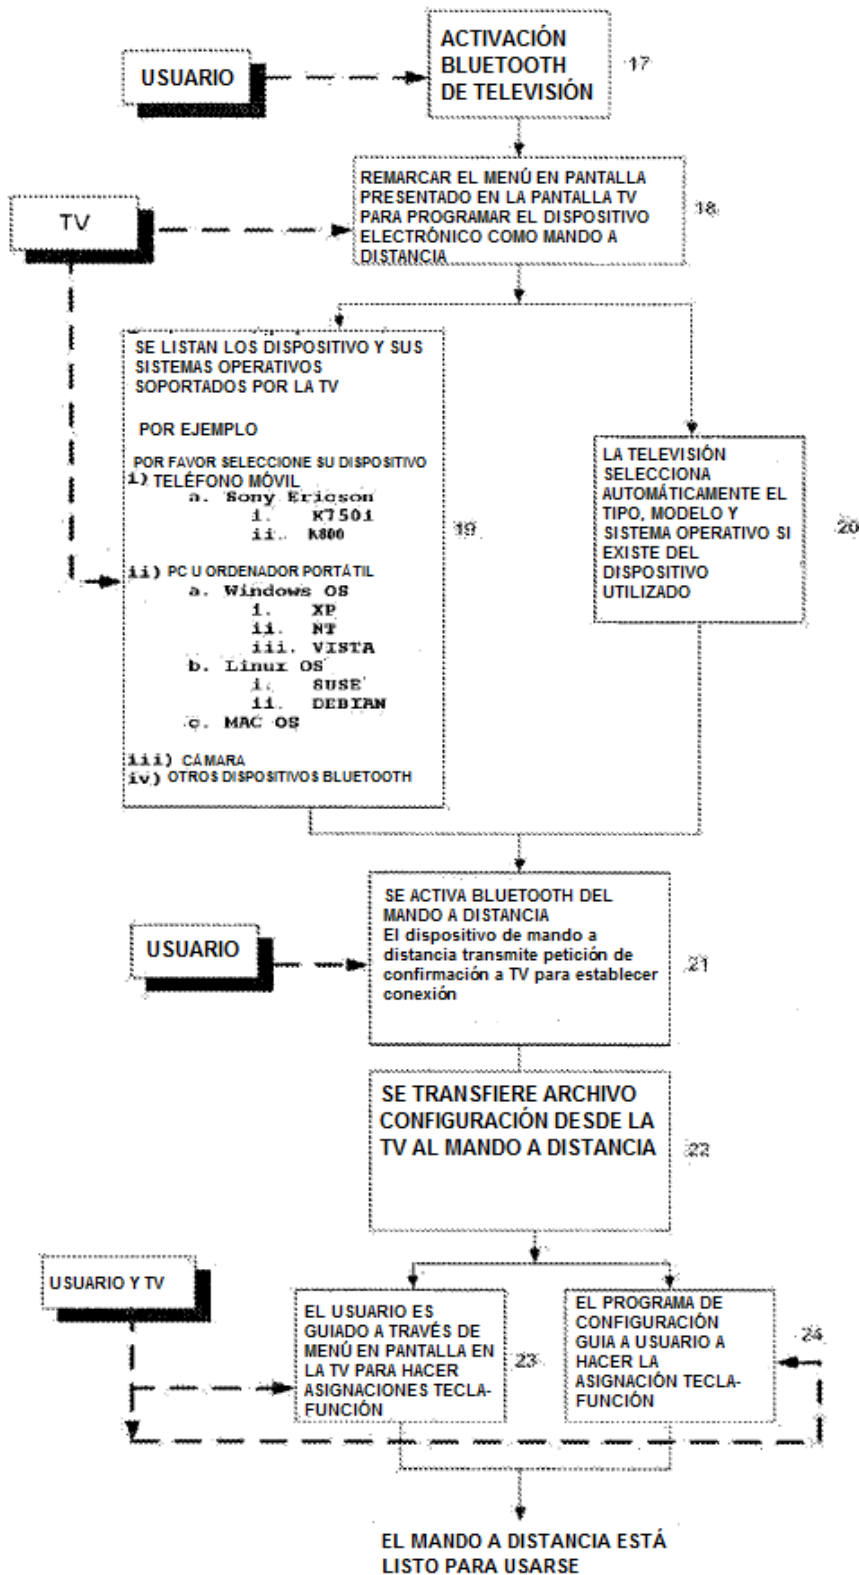 ACTIVACIÓN
BLUETOOTH
DE TELEVISIÓN
17
USUARIO
REMARCAR EL MENÚ EN PANTALLA
PRESENTADO EN LA PANTALLA TV
PARA PROGRAMAR EL DISPOSITIVO
ELECTRÓNICO COMO MANDO A
DISTANCIA
18
TV
SE LISTAN LOS DISPOSITIVO Y SUS
SISTEMAS OPERATIVOS
SOPORTADOS POR LA TV
POR EJEMPLO
POR FAVOR SELECCIONE SU DISPOSITIVO
i) TELÉFONO MÓVIL
a. Sony Ericson
i. K750i
ii. K800
ii) PC U ORDENADOR PORTÁTIL
a. Windows OS
i. XP
ii. NT
iii. VISTA
b. Linux OS
i. SUSE
ii. DEBIAN
c. MAC OS
iii) CÁMARA
iv) OTROS DISPOSITIVOS BLUETOOTH
19
LA TELEVISIÓN
SELECCIONA
AUTOMÁTICAMENTE EL
TIPO, MODELO Y
SISTEMA OPERATIVO SI
EXISTE DEL
DISPOSITIVO
UTILIZADO
20
SE ACTIVA BLUETOOTH DEL
MANDO A DISTANCIA
El dispositivo de mando a
distancia transmite petición de
confirmación a TV para establecer
conexión
21
USUARIO
SE TRANSFIERE ARCHIVO
CONFIGURACIÓN DESDE LA
TV AL MANDO A DISTANCIA
22
USUARIO Y TV
EL USUARIO ES
GUIADO A TRAVÉS DE
MENÚ EN PANTALLA EN
LA TV PARA HACER
ASIGNACIONES TECLA-
FUNCIÓN
23
EL PROGRAMA DE
CONFIGURACIÓN
GUIA A USUARIO A
HACER LA
ASIGNACIÓN TECLA-
FUNCIÓN
24
EL MANDO A DISTANCIA ESTÁ
LISTO PARA USARSE